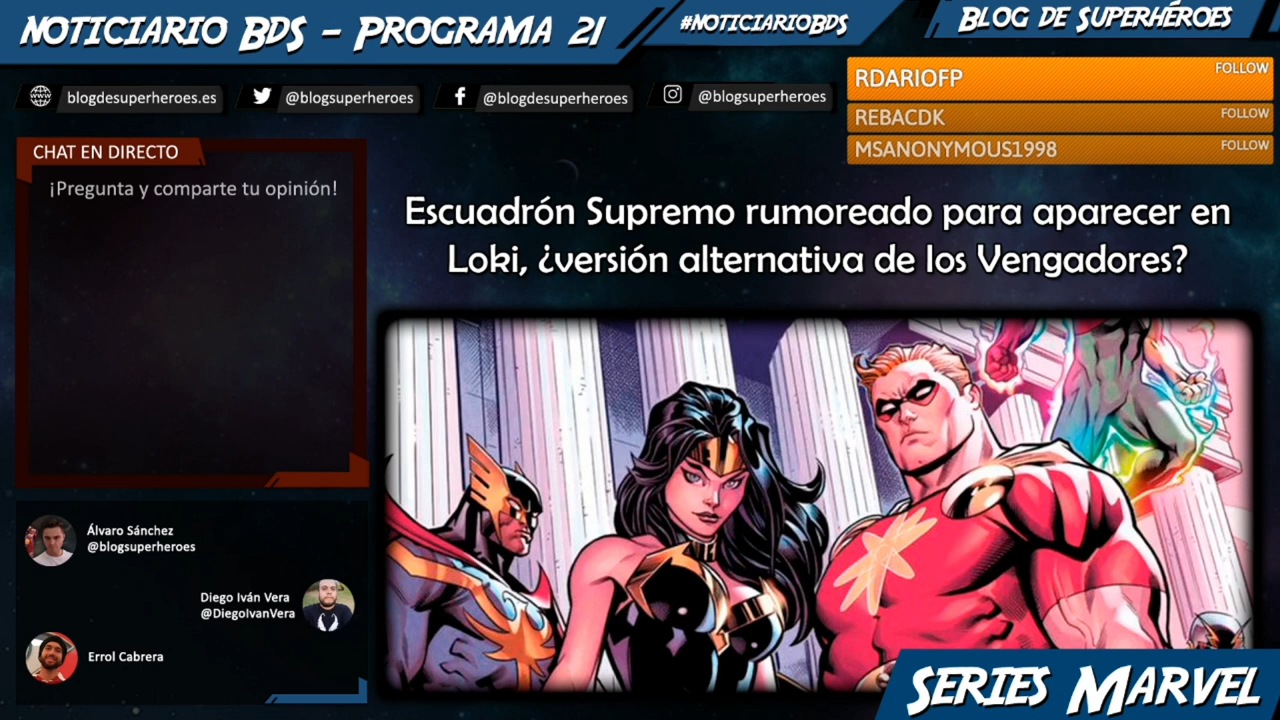 NOTICIARIO BDS - PROGRAMA 21
#NOTICIARIOBDS
BLOG DE SUPERHÉROES
www
blogdesuperheroes.es
@blogsuperheroes
@blogdesuperheroes
@blogsuperheroes
RDARIOFP FOLLOW
REBACDK FOLLOW
MSANONYMOUS1998 FOLLOW
CHAT EN DIRECTO
¡Pregunta y comparte tu opinión!
Escuadrón Supremo rumoreado para aparecer en
Loki, ¿versión alternativa de los Vengadores?
Álvaro Sánchez
@blogsuperheroes
Diego Iván Vera
@DiegoIvanVera
Errol Cabrera
SERIES MARVEL